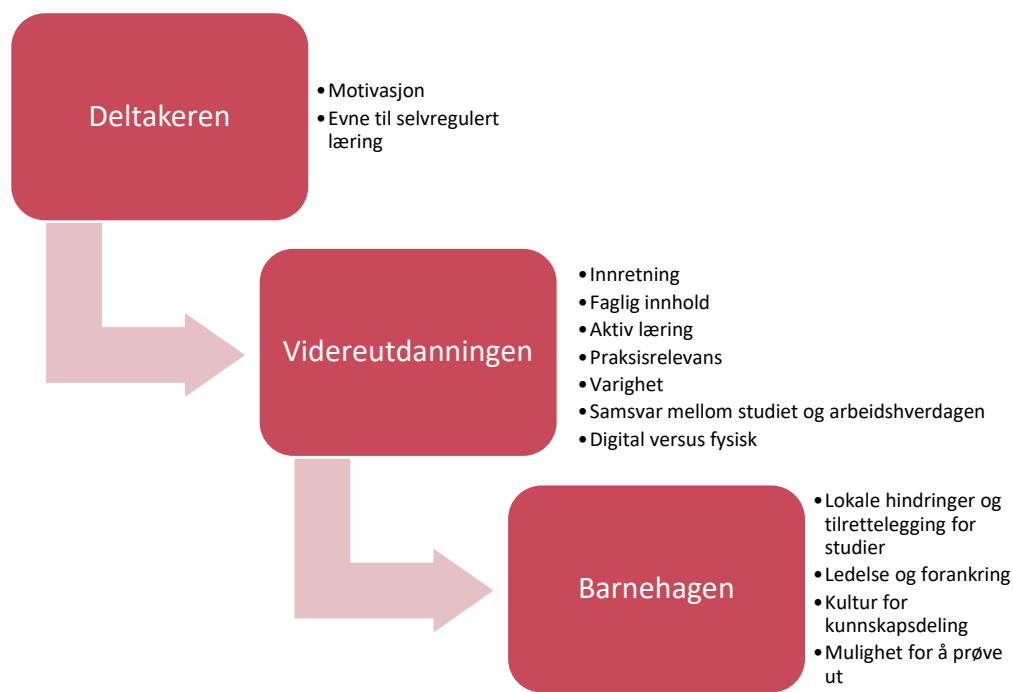 Deltakeren
•Motivasjon
•Evne til selvregulert
læring
Videreutdanningen
•Innretning
•Faglig innhold
•Aktiv læring
•Praksisrelevans
•Varighet
•Samsvar mellom studiet og arbeidshverdagen
•Digital versus fysisk
Barnehagen
•Lokale hindringer og
tilrettelegging for
studier
•Ledelse og forankring
•Kultur for
kunnskapsdeling
•Mulighet for å prøve
ut